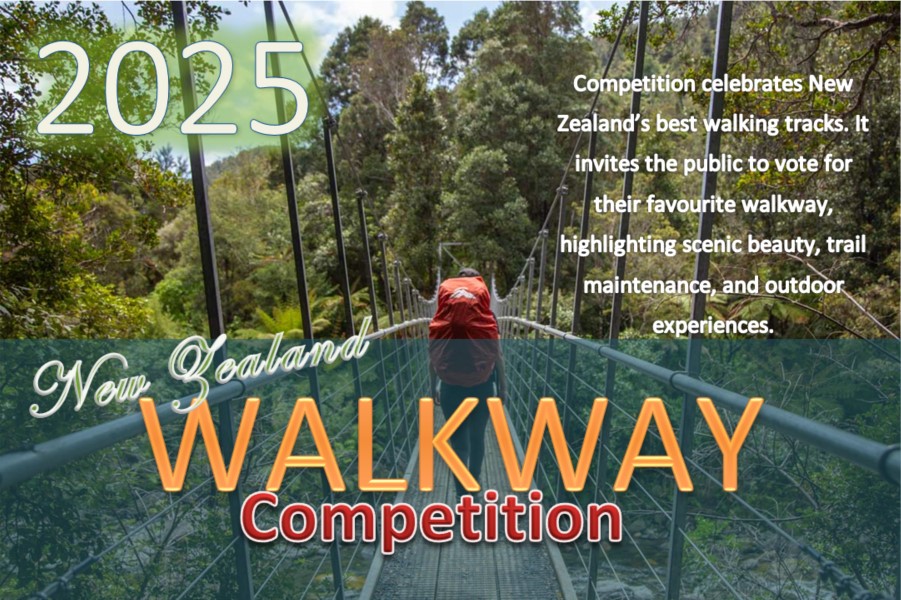 2025
Competition celebrates New
Zealand’s best walking tracks. It
invites the public to vote for
their favourite walkway,
highlighting scenic beauty, trail
maintenance, and outdoor
experiences.
New Zealand
WALKWAY
Competition